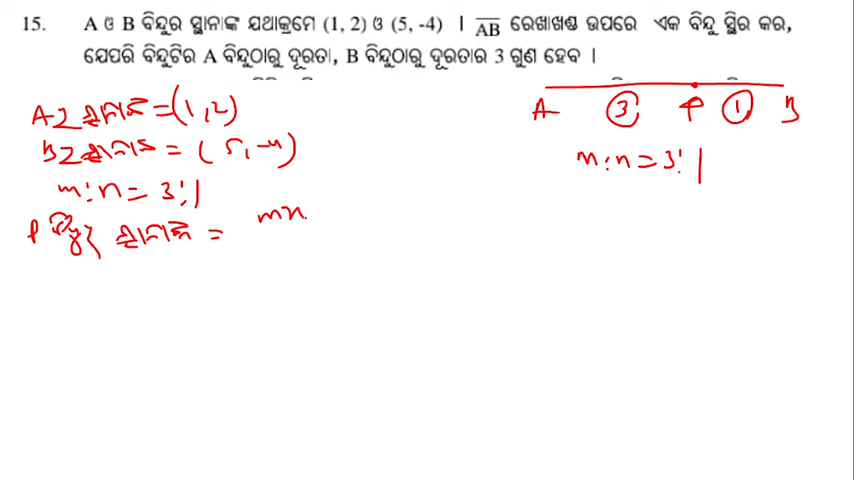 15. A ଓ B ବିନ୍ଦୁର ସ୍ଥାନାଙ୍କ ଯଥାକ୍ରମେ (1, 2) ଓ (5, -4) । AB ରେଖାଖଣ୍ଡ ଉପରେ ଏକ ବିନ୍ଦୁ ସ୍ଥିର କର,
ଯେପରି ବିନ୍ଦୁଟିର A ବିନ୍ଦୁଠାରୁ ଦୂରତା, B ବିନ୍ଦୁଠାରୁ ଦୂରତାର 3 ଗୁଣ ହେବ ।
A ର ସ୍ଥାନାଙ୍କ = (1, 2)
B ର ସ୍ଥାନାଙ୍କ = (5, -4)
m:n = 3:1
P ବିନ୍ଦୁର ସ୍ଥାନାଙ୍କ = mx
A 3 P 1 B
m:n = 3:1